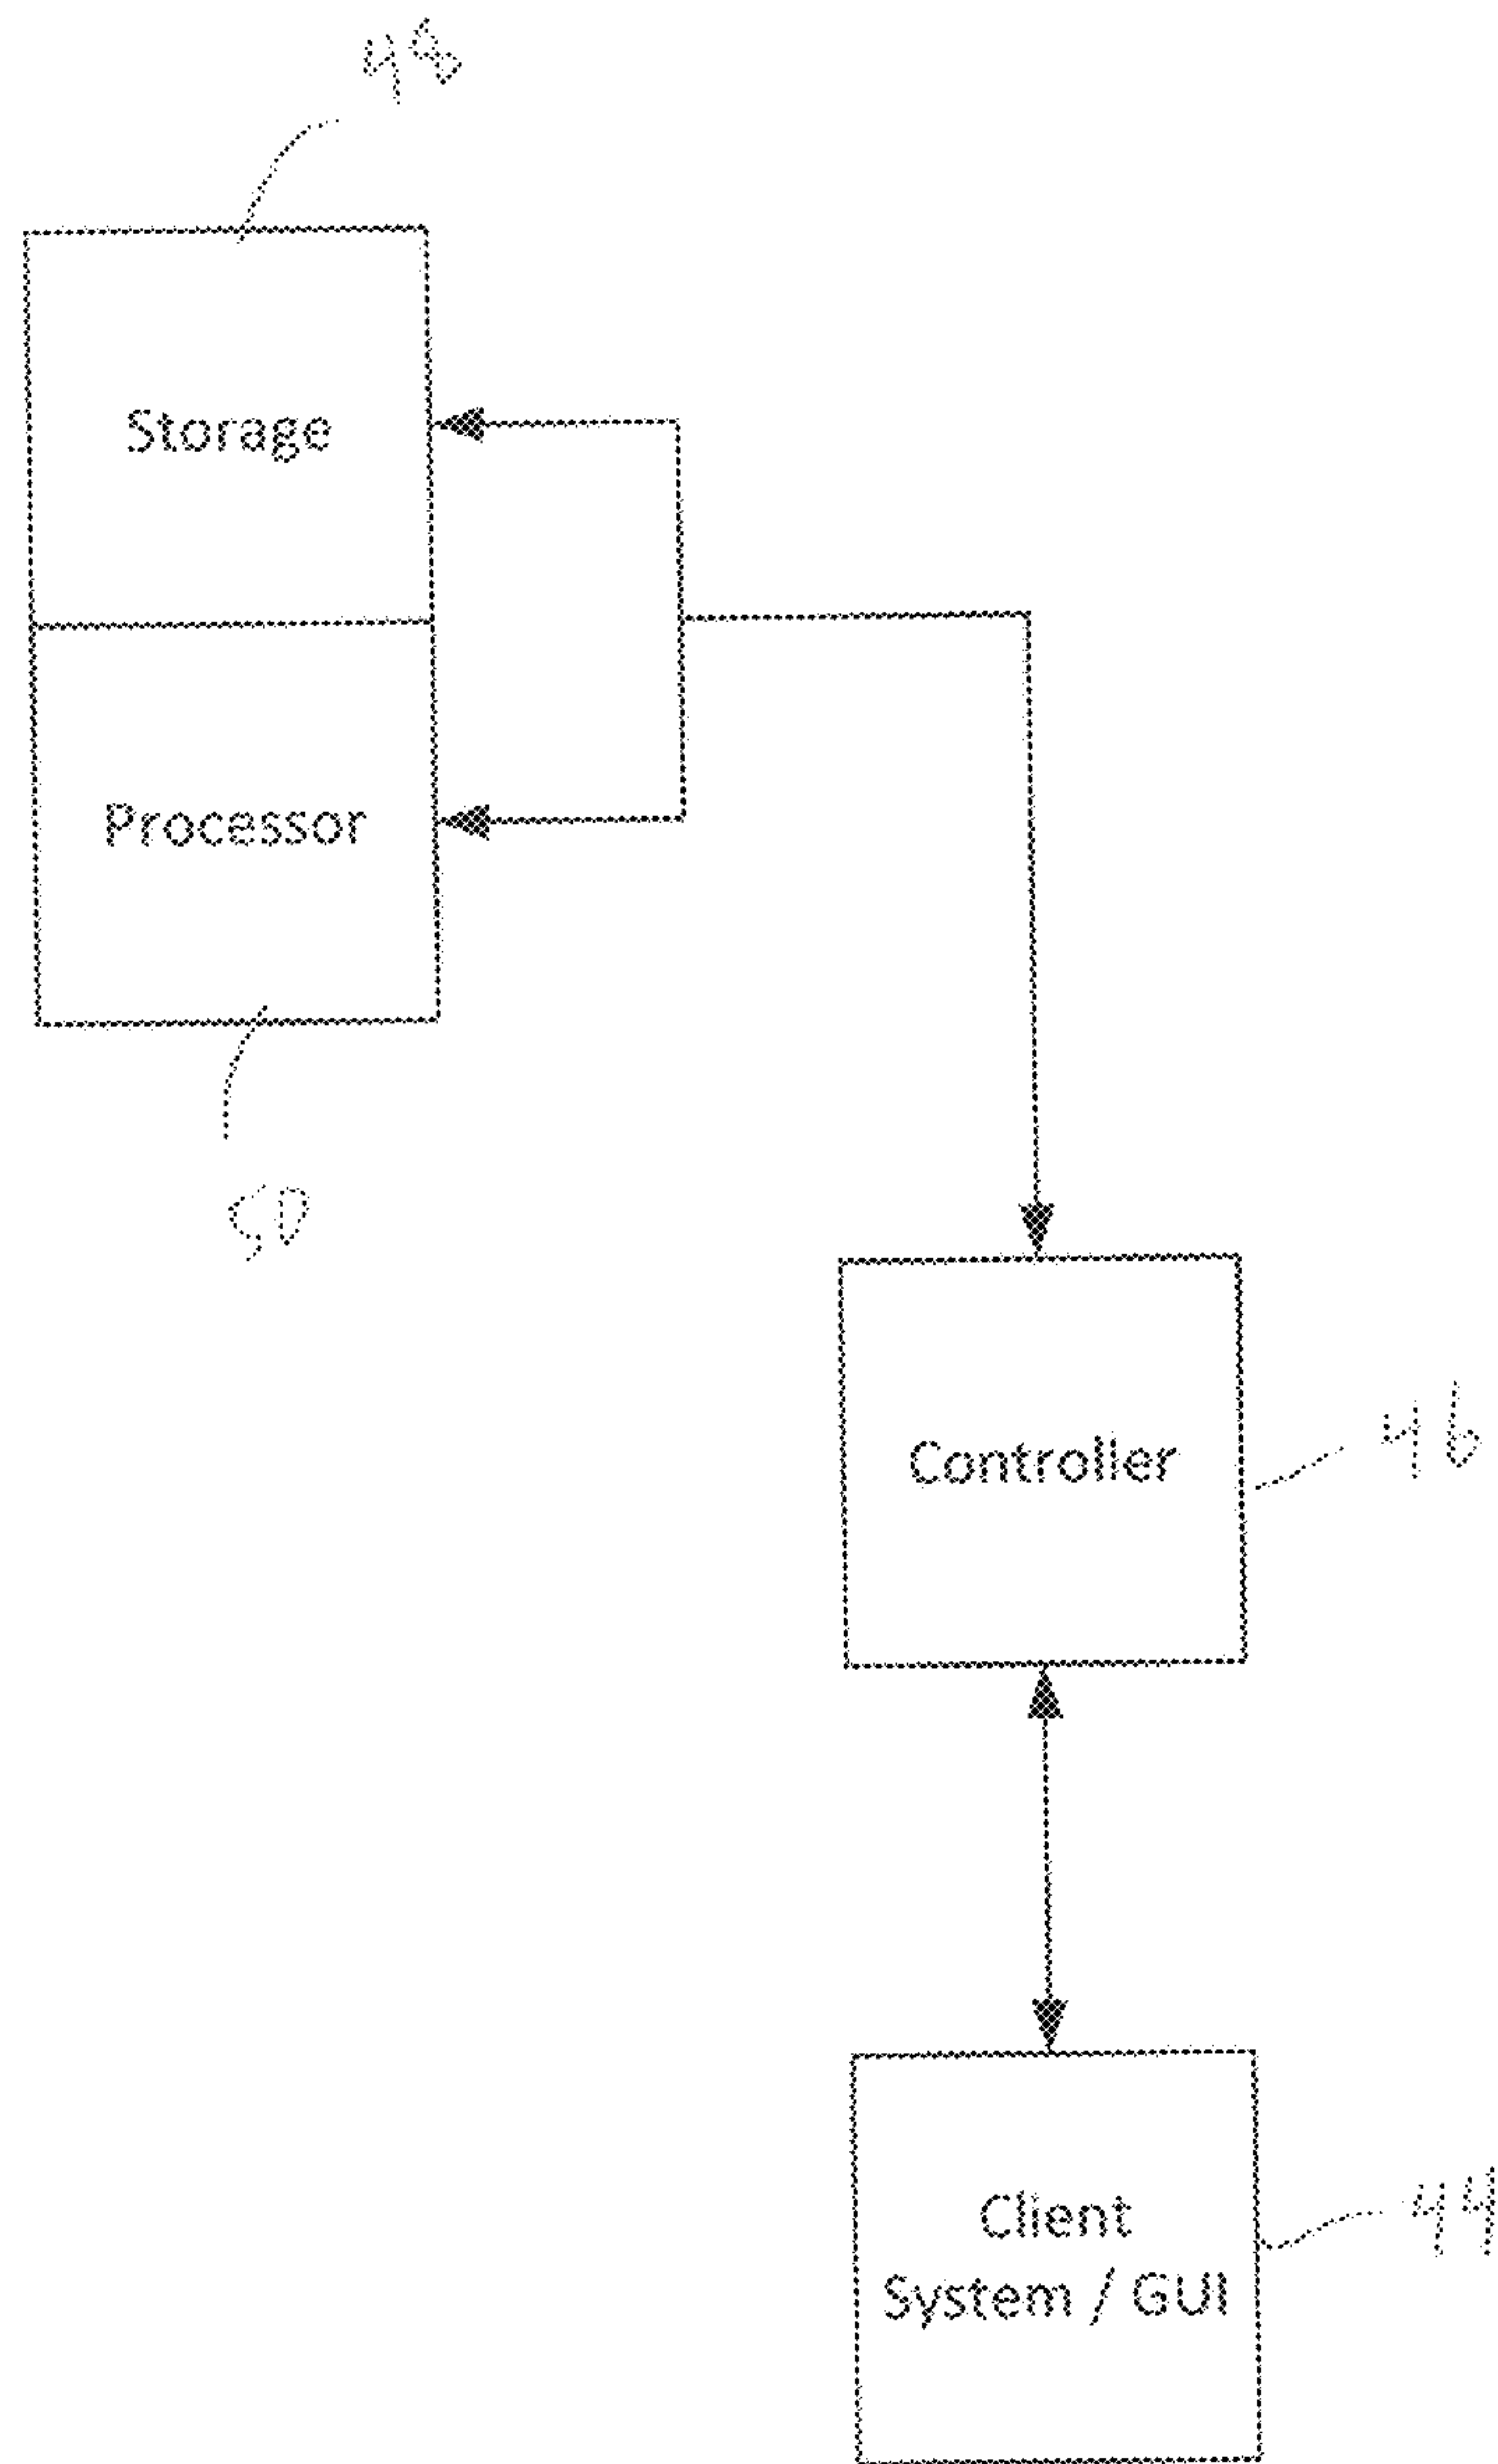 48
Storage
Processor
50
Controller
46
Client
System / GUI
44